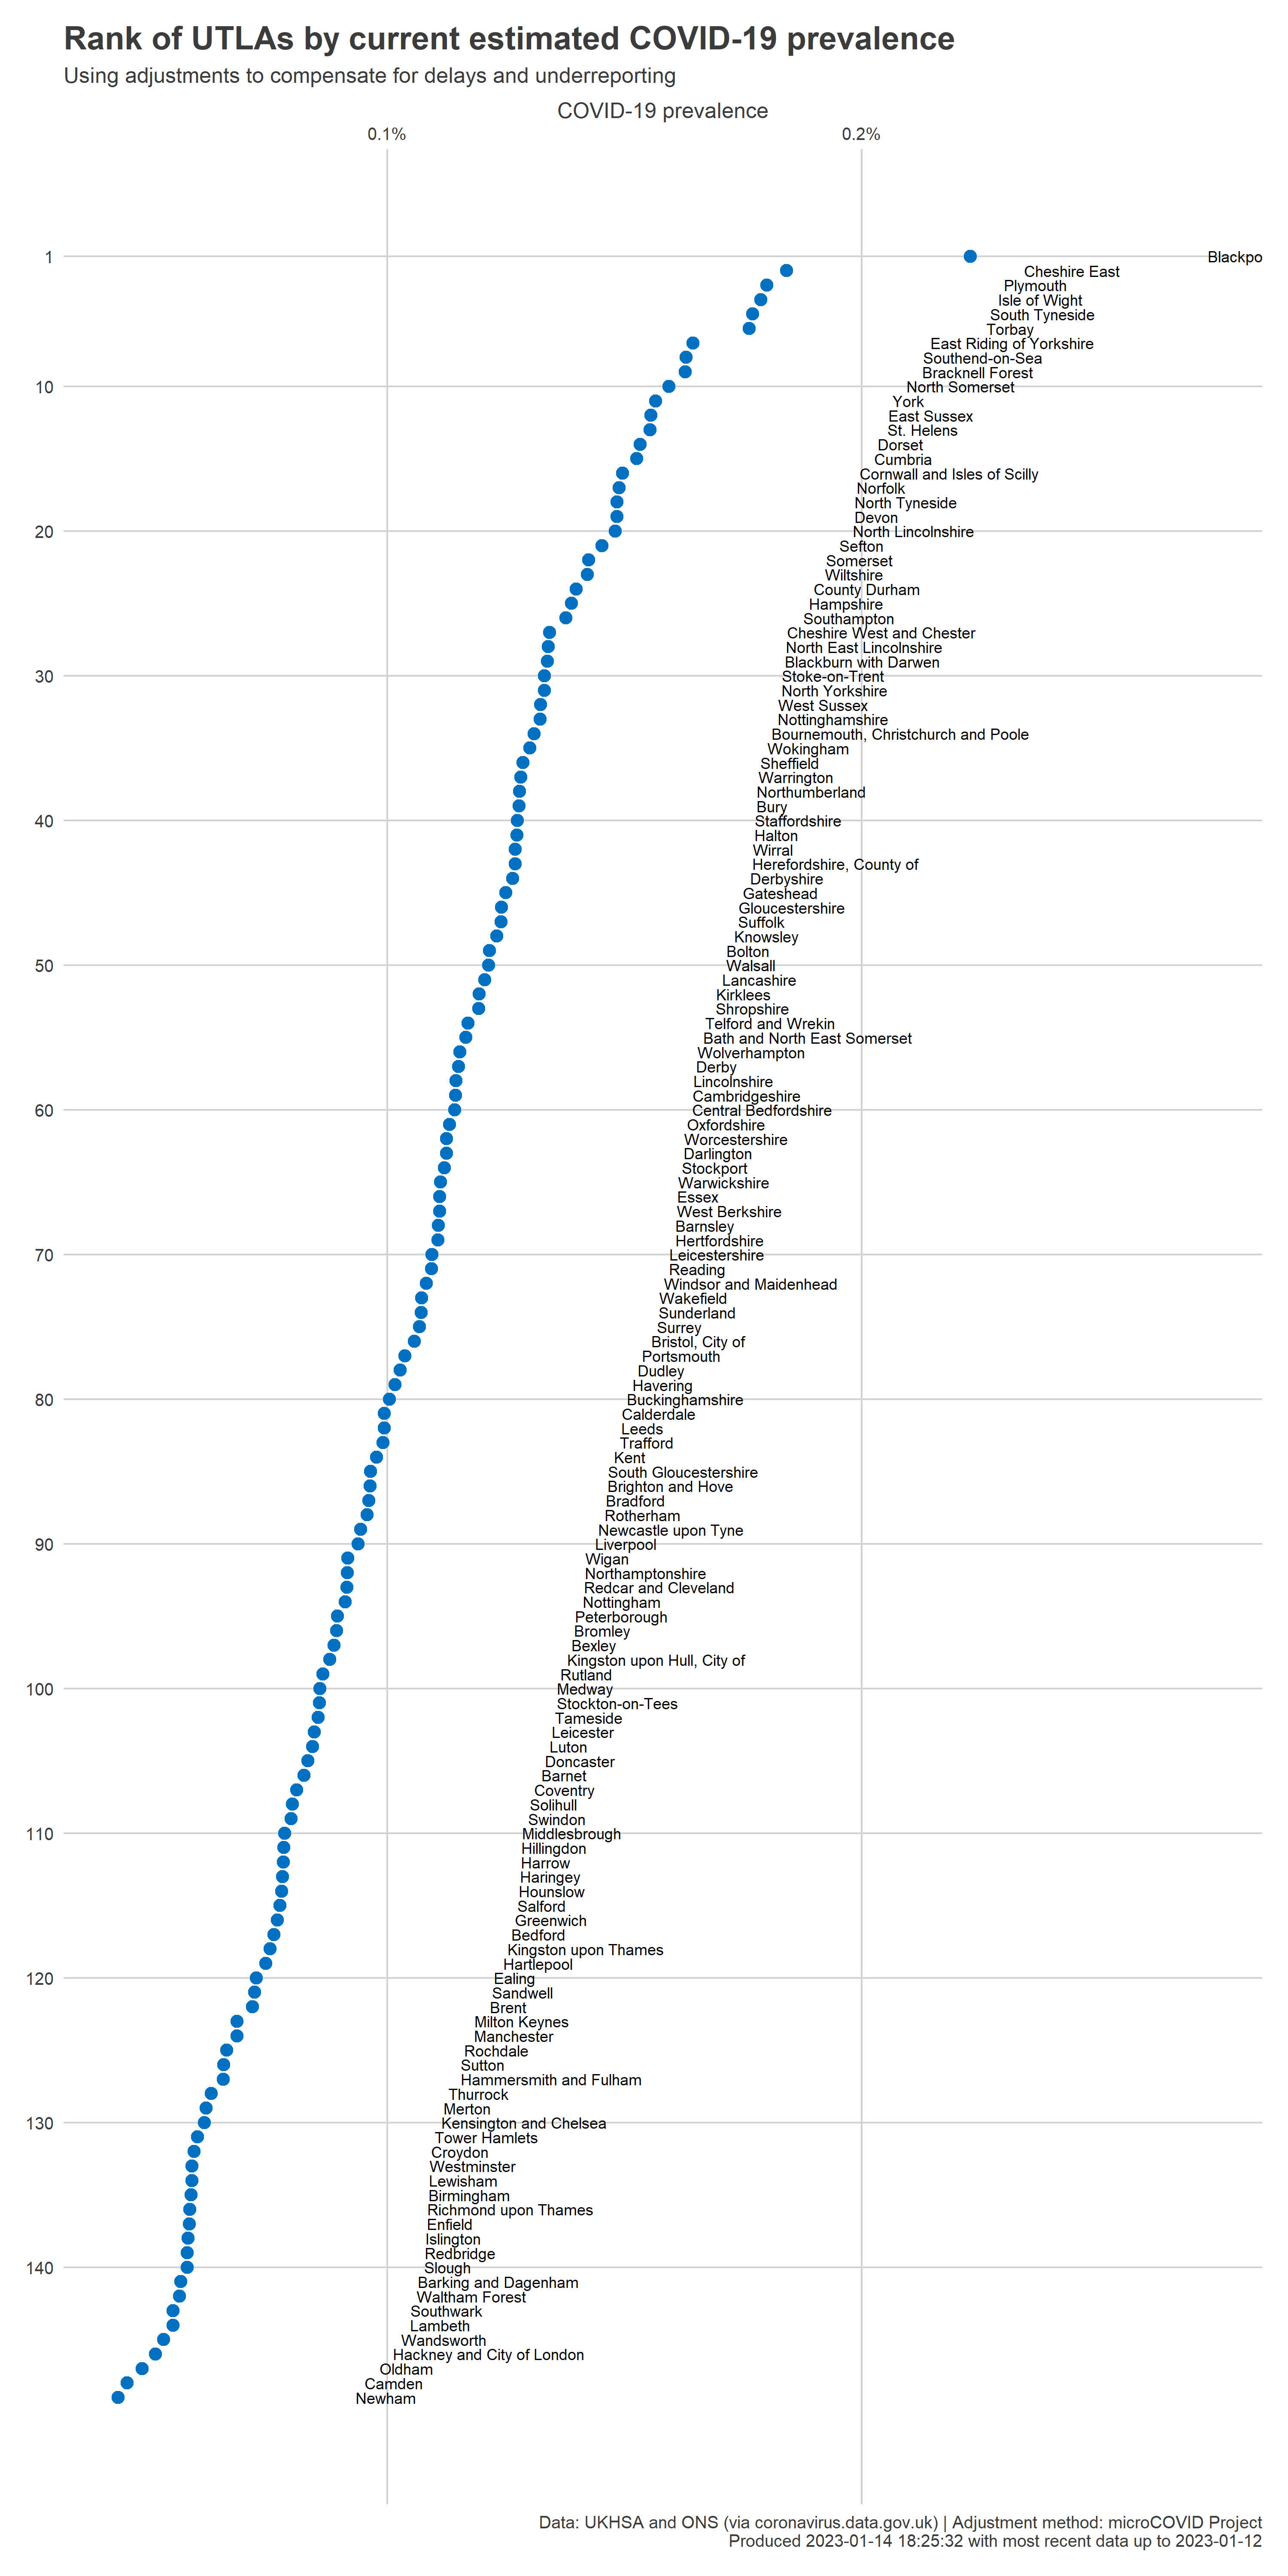 Rank of UTLAs by current estimated COVID-19 prevalence
Using adjustments to compensate for delays and underreporting
COVID-19 prevalence
0.1% 0.2%
1 Blackpo
Cheshire East
Plymouth
Isle of Wight
South Tyneside
Torbay
East Riding of Yorkshire
Southend-on-Sea
Bracknell Forest
10 North Somerset
York
East Sussex
St. Helens
Dorset
Cumbria
Cornwall and Isles of Scilly
Norfolk
North Tyneside
Devon
20 North Lincolnshire
Sefton
Somerset
Wiltshire
County Durham
Hampshire
Southampton
Cheshire West and Chester
North East Lincolnshire
Blackburn with Darwen
30 Stoke-on-Trent
North Yorkshire
West Sussex
Nottinghamshire
Bournemouth, Christchurch and Poole
Wokingham
Sheffield
Warrington
Northumberland
Bury
40 Staffordshire
Halton
Wirral
Herefordshire, County of
Derbyshire
Gateshead
Gloucestershire
Suffolk
Knowsley
Bolton
50 Walsall
Lancashire
Kirklees
Shropshire
Telford and Wrekin
Bath and North East Somerset
Wolverhampton
Derby
Lincolnshire
Cambridgeshire
60 Central Bedfordshire
Oxfordshire
Worcestershire
Darlington
Stockport
Warwickshire
Essex
West Berkshire
Barnsley
Hertfordshire
70 Leicestershire
Reading
Windsor and Maidenhead
Wakefield
Sunderland
Surrey
Bristol, City of
Portsmouth
Dudley
Havering
80 Buckinghamshire
Calderdale
Leeds
Trafford
Kent
South Gloucestershire
Brighton and Hove
Bradford
Rotherham
Newcastle upon Tyne
90 Liverpool
Wigan
Northamptonshire
Redcar and Cleveland
Nottingham
Peterborough
Bromley
Bexley
Kingston upon Hull, City of
Rutland
100 Medway
Stockton-on-Tees
Tameside
Leicester
Luton
Doncaster
Barnet
Coventry
Solihull
Swindon
110 Middlesbrough
Hillingdon
Harrow
Haringey
Hounslow
Salford
Greenwich
Bedford
Kingston upon Thames
Hartlepool
120 Ealing
Sandwell
Brent
Milton Keynes
Manchester
Rochdale
Sutton
Hammersmith and Fulham
Thurrock
Merton
130 Kensington and Chelsea
Tower Hamlets
Croydon
Westminster
Lewisham
Birmingham
Richmond upon Thames
Enfield
Islington
Redbridge
140 Slough
Barking and Dagenham
Waltham Forest
Southwark
Lambeth
Wandsworth
Hackney and City of London
Oldham
Camden
Newham
Data: UKHSA and ONS (via coronavirus.data.gov.uk) | Adjustment method: microCOVID Project
Produced 2023-01-14 18:25:32 with most recent data up to 2023-01-12